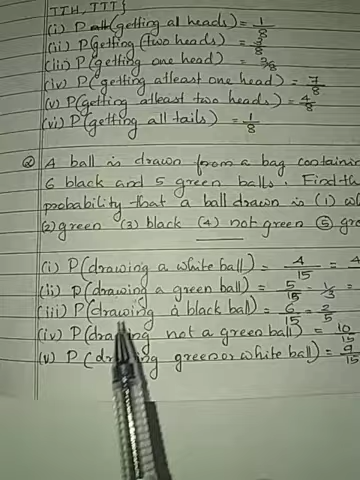 TTH, TTT}
(i) P (getting al heads) = 1/8
(ii) P(getting (two heads) = 3/8
(iii) P(getting one head) = 3/8
(iv) P(getting atleast one head) = 7/8
(v) P(getting atleast two heads) = 4/8
(vi) P(getting all tails) = 1/8
A ball is drawn from a bag
6 black and 5 green balls. Find
probability that a ball drawn is (1)
(2) green (3) black (4) not green (5)
(i) P(drawing a white ball) = 4/15 =
(ii) P(drawing a green ball) = 5/15 = 1/3 =
(iii) P(drawing a black ball) = 6/15 = 2/5
(iv) P(drawing not a green ball) = 10/15
(v) P(drawing green or white ball) = 9/15